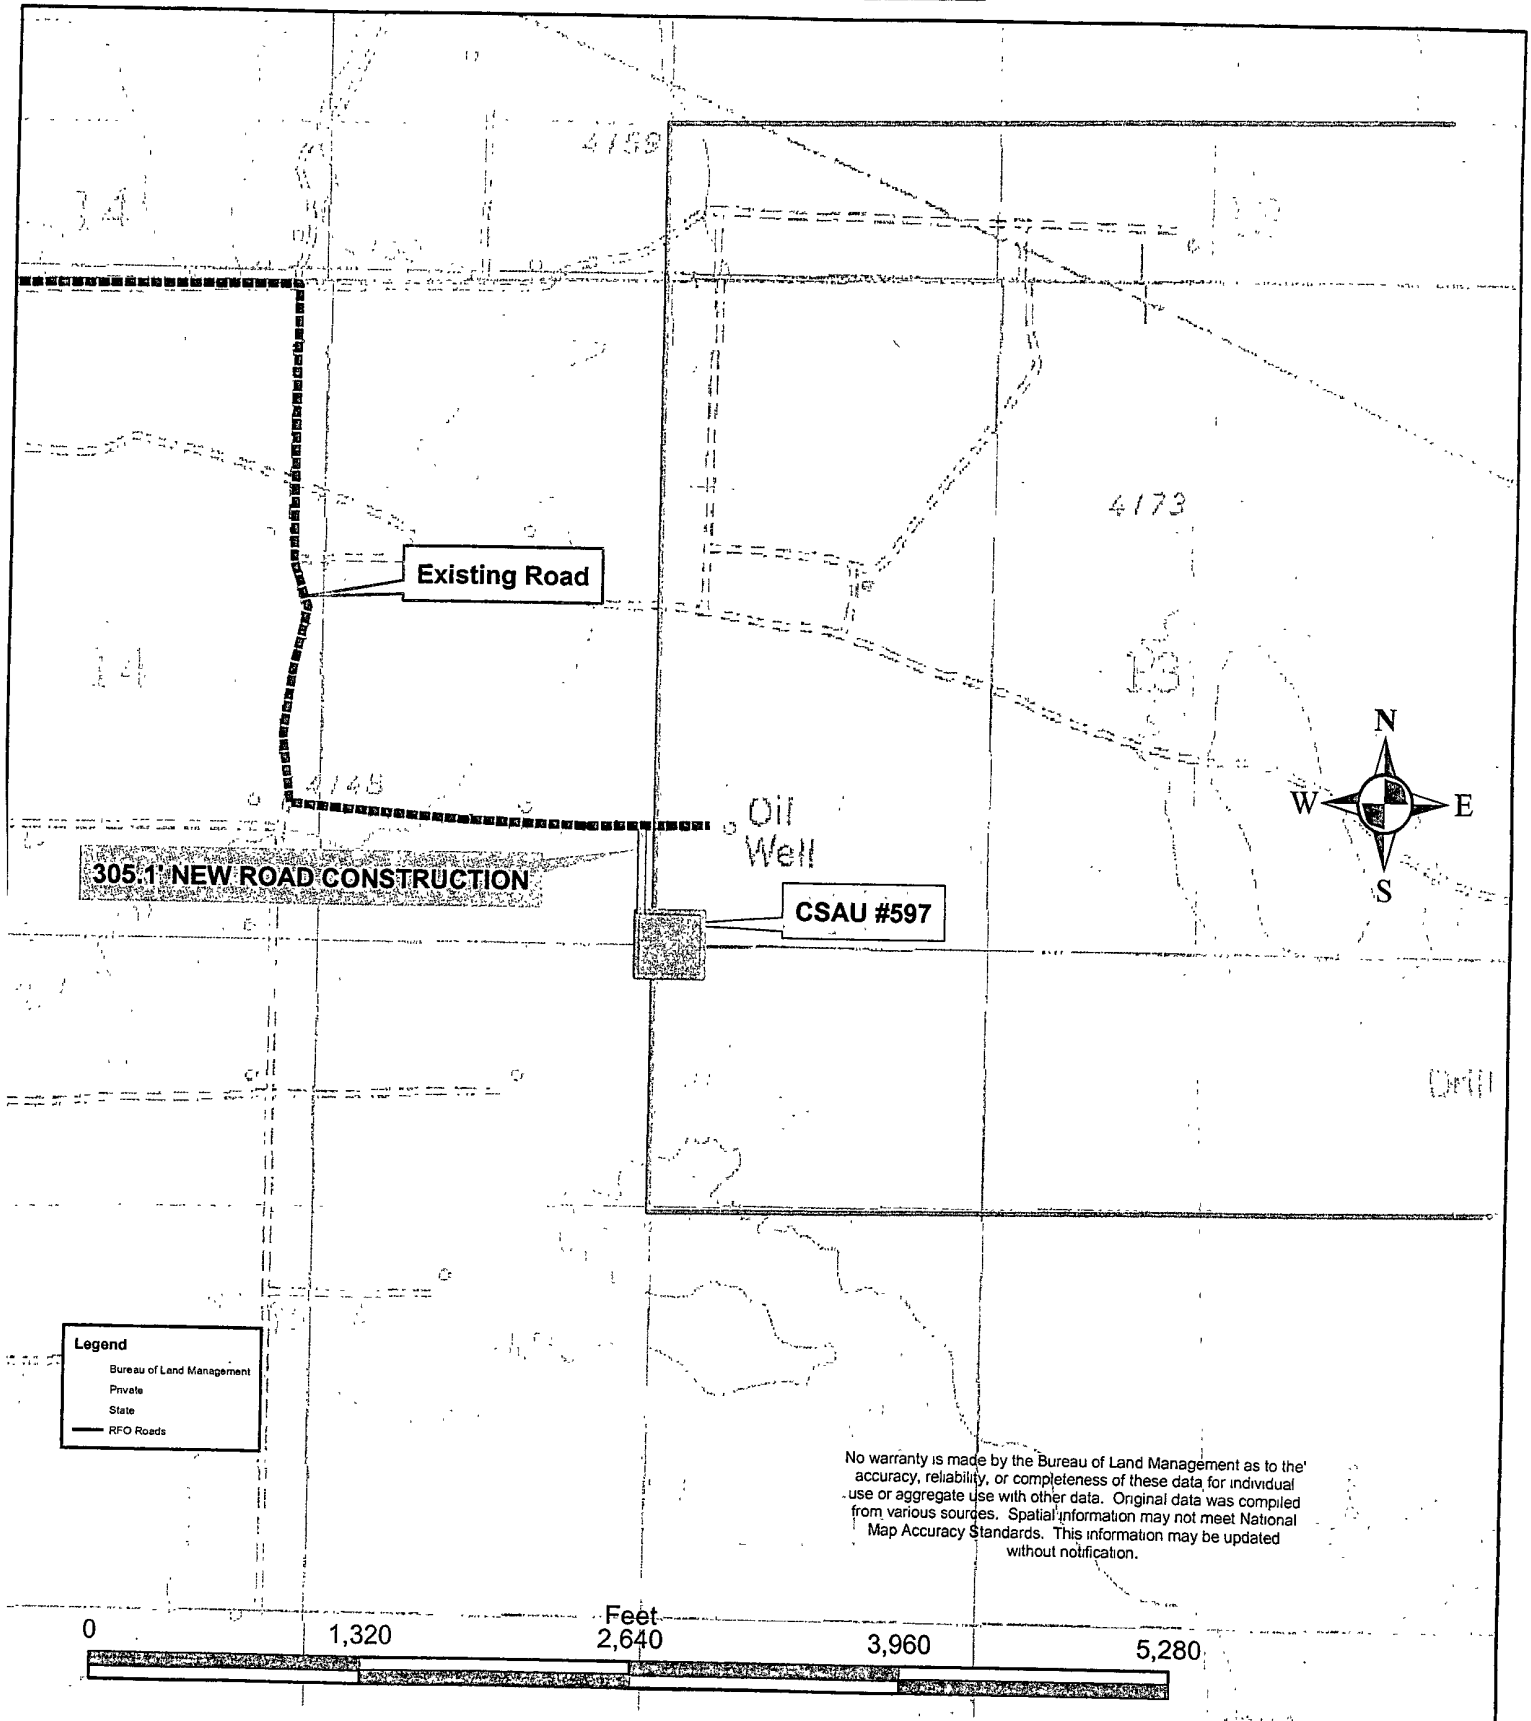 4159
14
Existing Road
4173
14
13
N
W
E
S
4148
Oil
Well
305.1' NEW ROAD CONSTRUCTION
CSAU #597
Drill
Legend
Bureau of Land Management
Private
State
RFO Roads
No warranty is made by the Bureau of Land Management as to the
accuracy, reliability, or completeness of these data for individual
use or aggregate use with other data. Original data was compiled
from various sources. Spatial information may not meet National
Map Accuracy Standards. This information may be updated
without notification.
Feet
0 1,320 2,640 3,960 5,280